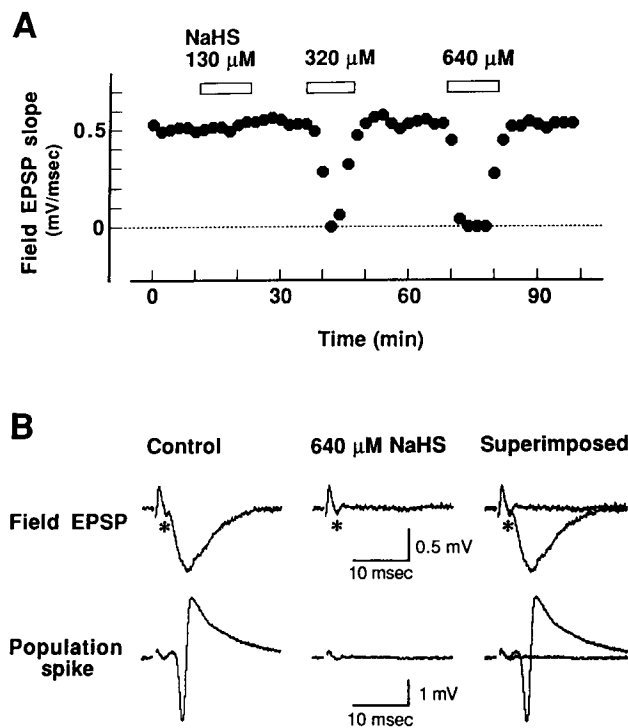 A
NaHS
130 µM 320 µM 640 µM
Field EPSP slope
(mV/msec)
0.5
0
0 30 60 90
Time (min)
B
Control 640 µM NaHS Superimposed
Field EPSP
* * *
0.5 mV
10 msec
Population
spike
1 mV
10 msec